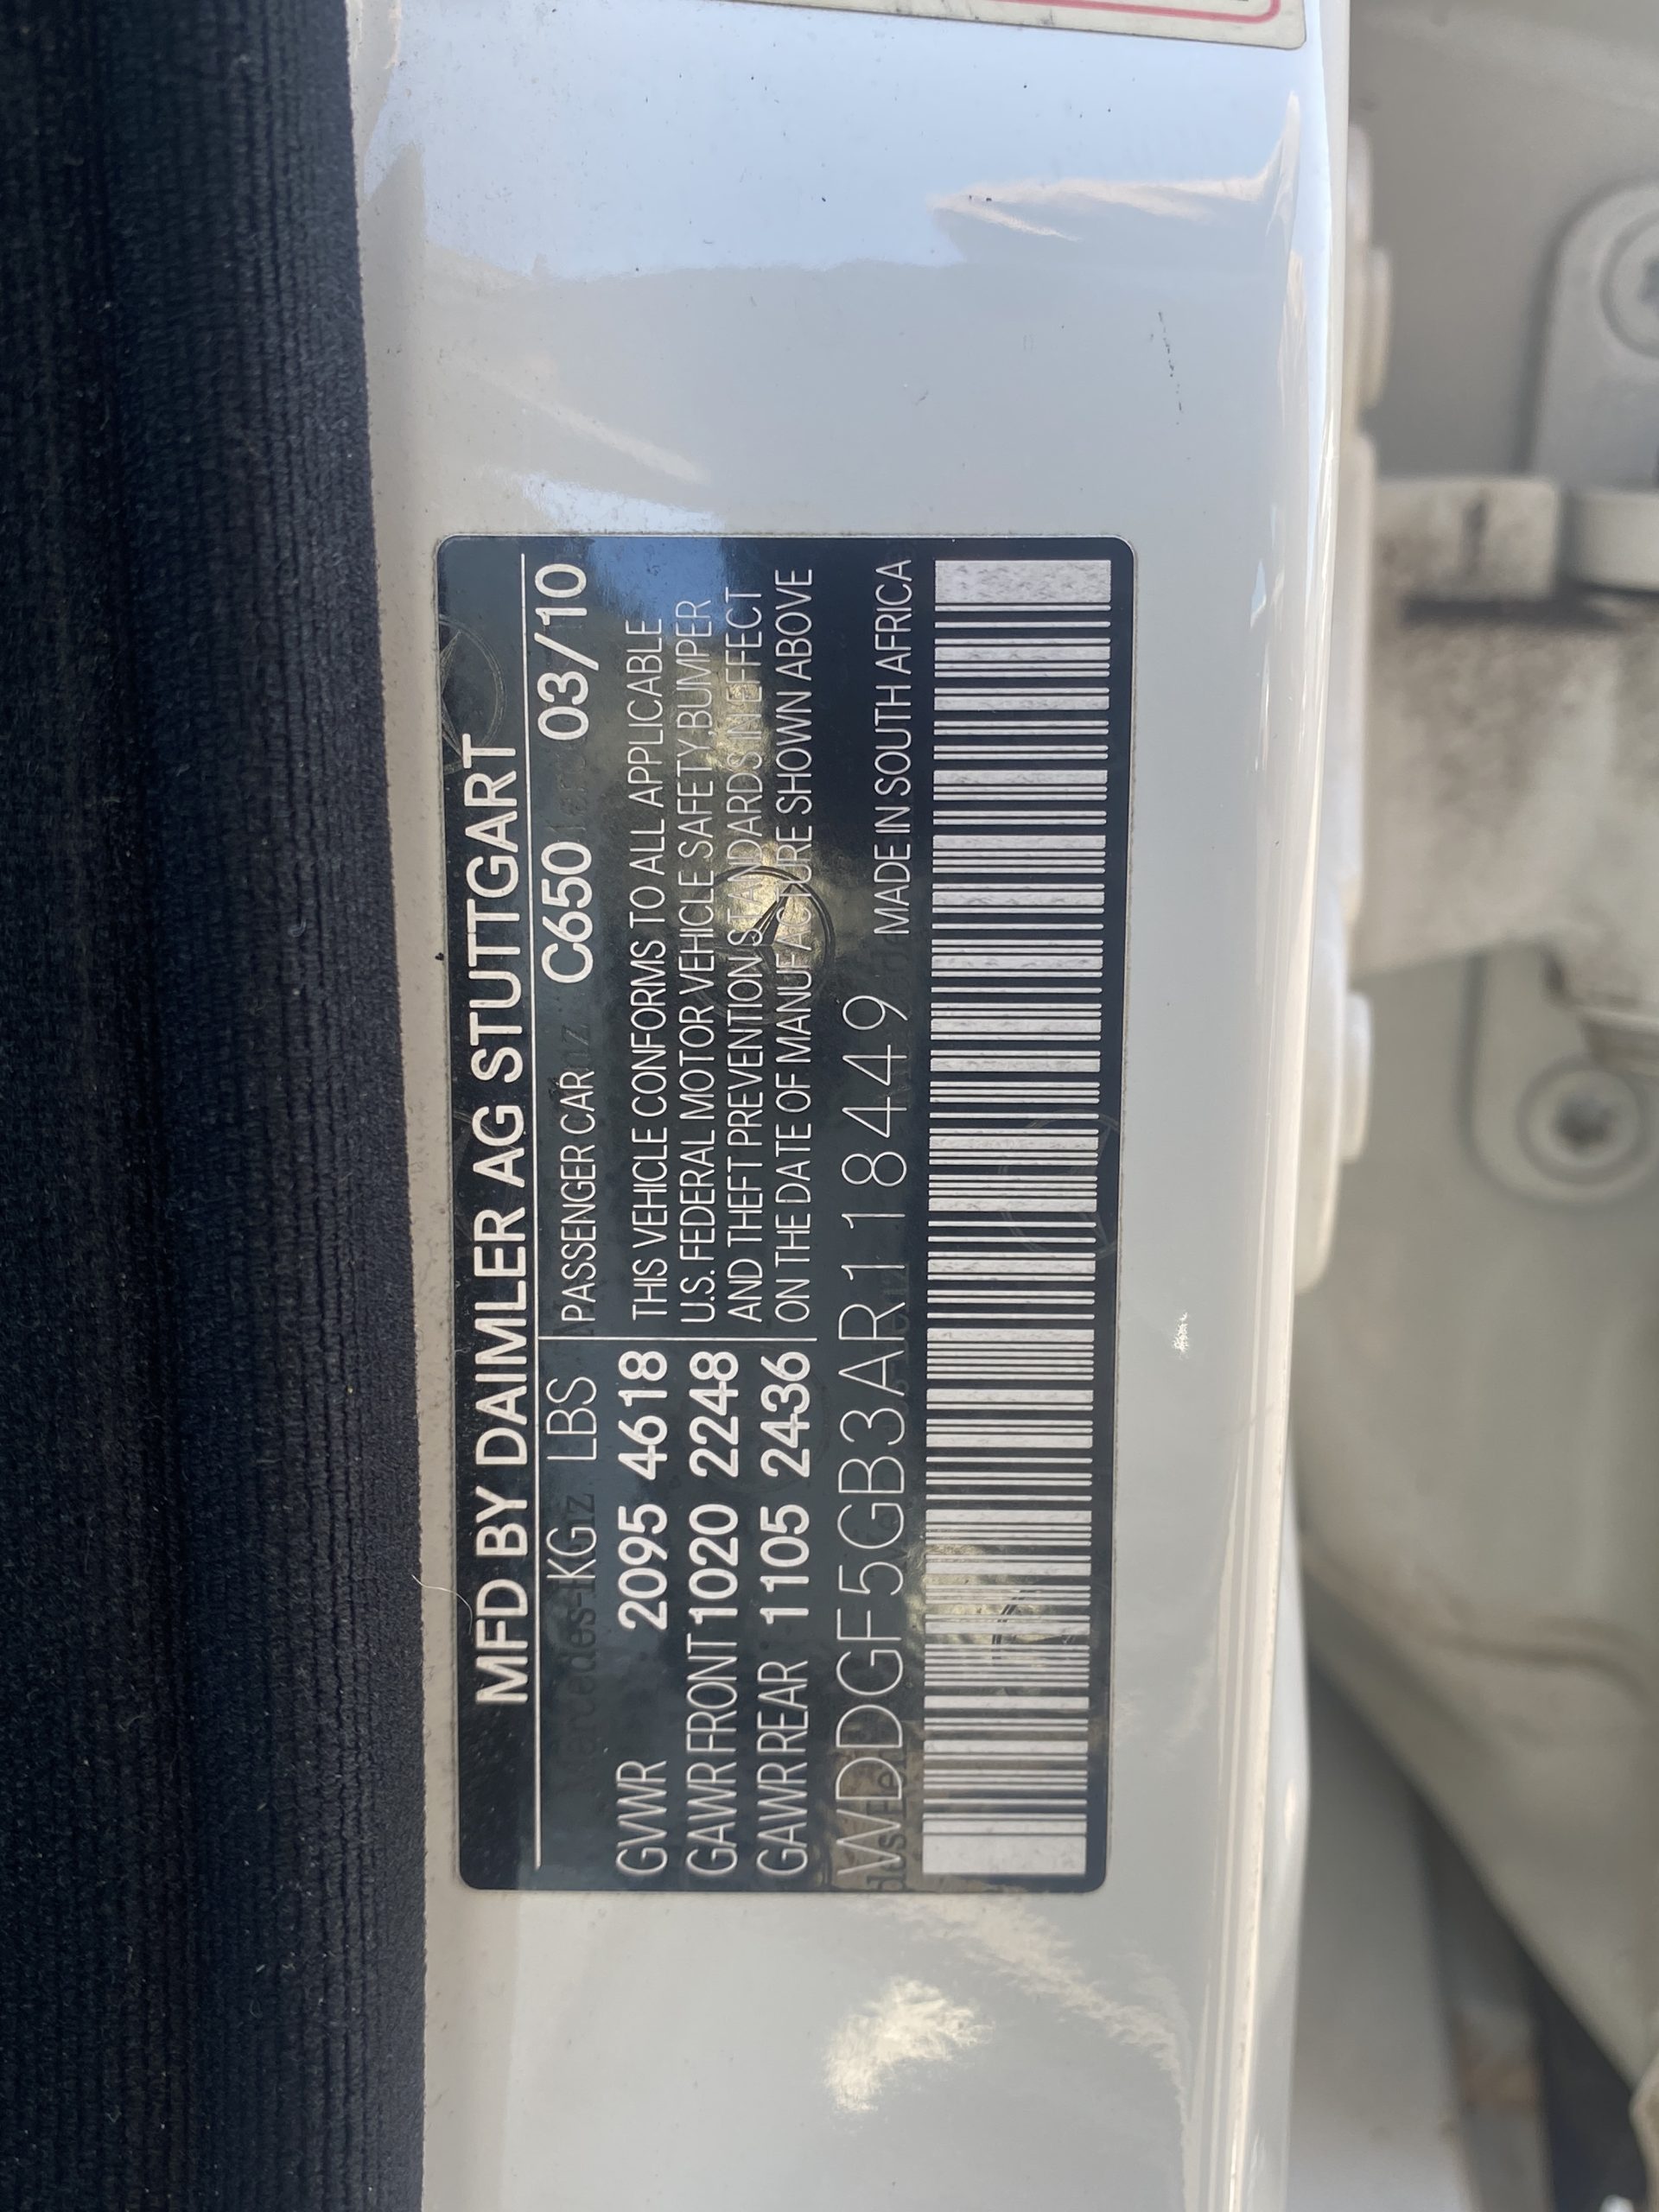 MFD BY DAIMLER AG STUTTGART
KG LBS PASSENGER CAR C650 03/10
GVWR 2095 4618 THIS VEHICLE CONFORMS TO ALL APPLICABLE
GAWR FRONT 1020 2248 U.S. FEDERAL MOTOR VEHICLE SAFETY,BUMPER
AND THEFT PREVENTION STANDARDS IN EFFECT
GAWR REAR 1105 2436 ON THE DATE OF MANUFACTURE SHOWN ABOVE
WDDGF5GB3AR118449 MADE IN SOUTH AFRICA